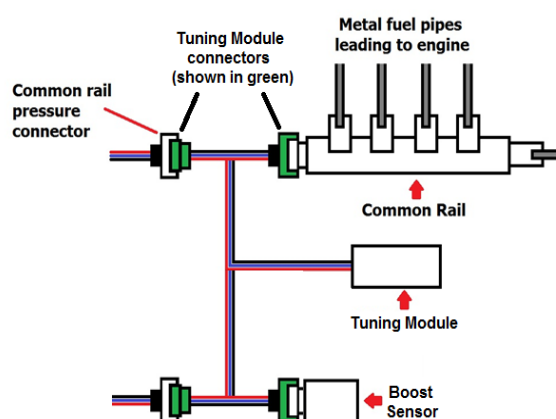 Metal fuel pipes
leading to engine
Tuning Module
connectors
(shown in green)
Common rail
pressure
connector
Common Rail
Tuning Module
Boost
Sensor